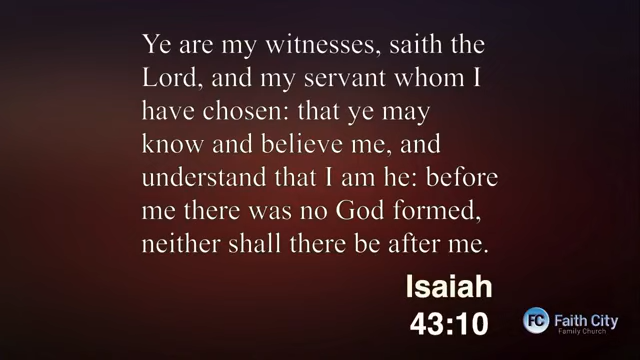 Ye are my witnesses, saith the
Lord, and my servant whom I
have chosen: that ye may
know and believe me, and
understand that I am he: before
me there was no God formed,
neither shall there be after me.
Isaiah
43:10
FC Faith City
Family Church